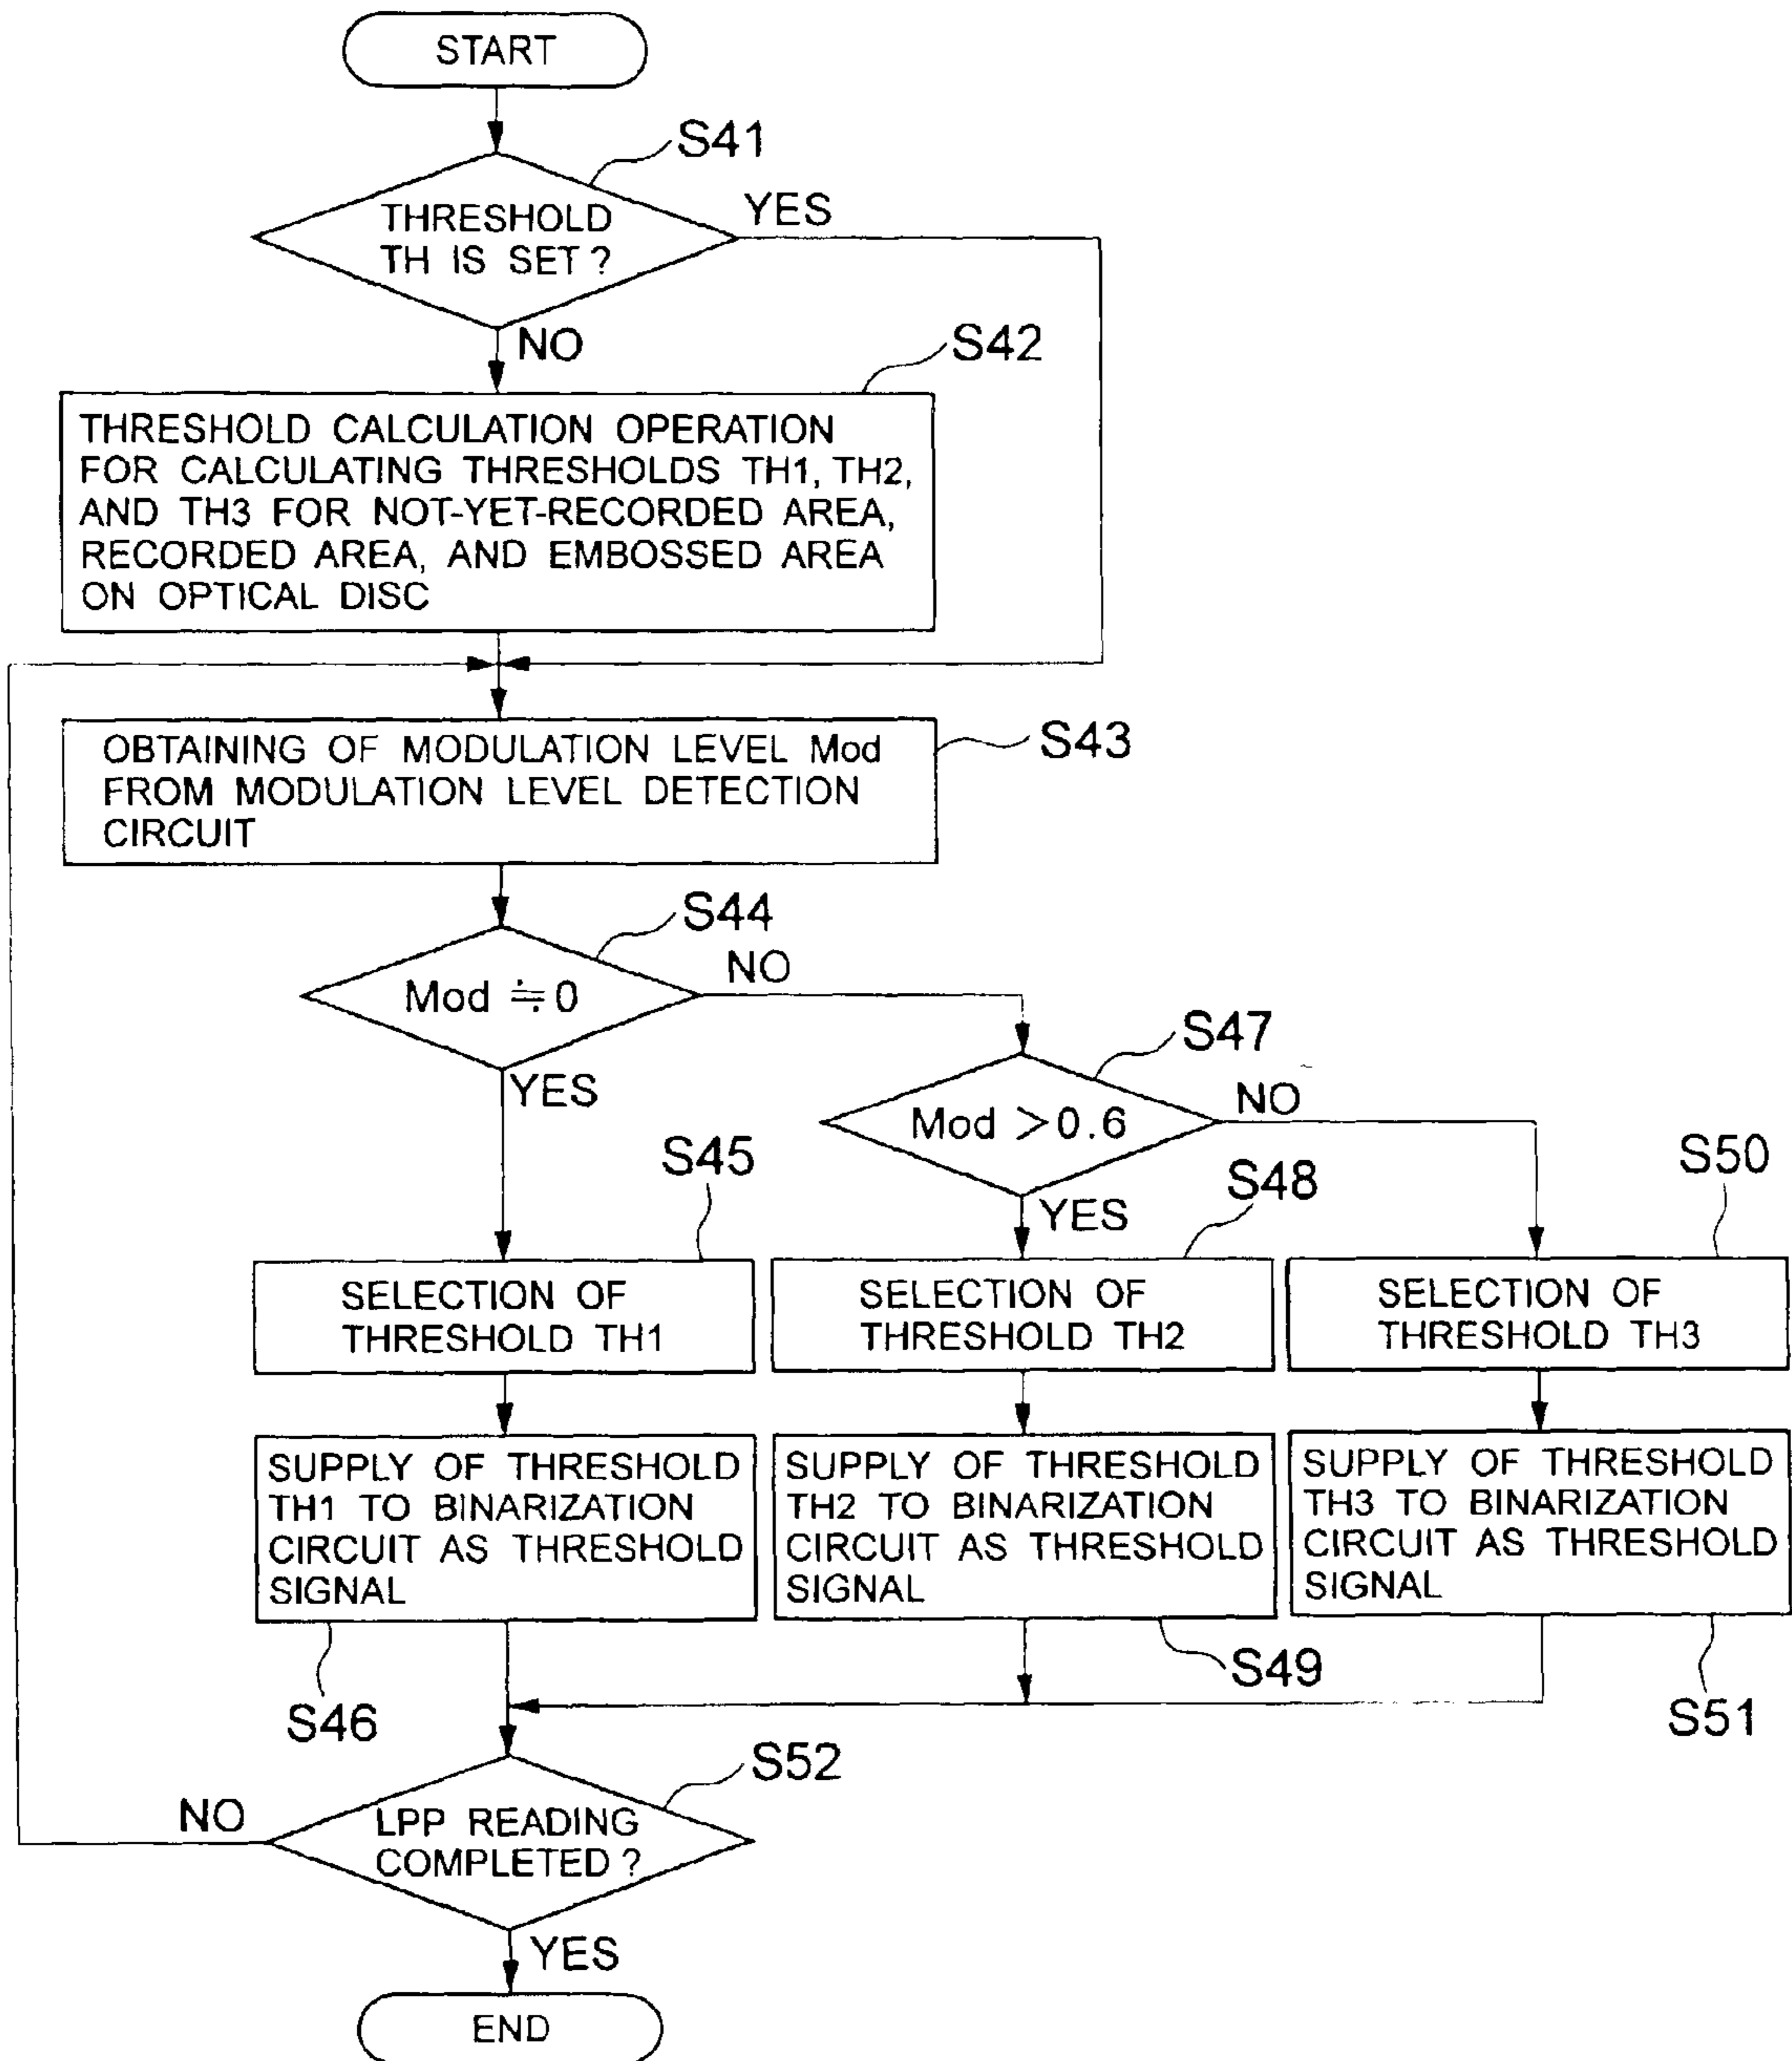 START
S41
THRESHOLD
TH IS SET ?
YES
NO
S42
THRESHOLD CALCULATION OPERATION
FOR CALCULATING THRESHOLDS TH1, TH2,
AND TH3 FOR NOT-YET-RECORDED AREA,
RECORDED AREA, AND EMBOSSED AREA
ON OPTICAL DISC
OBTAINING OF MODULATION LEVEL Mod
FROM MODULATION LEVEL DETECTION
CIRCUIT
S43
S44
Mod ≒ 0
NO
YES
S47
Mod > 0.6
NO
YES
S45
SELECTION OF
THRESHOLD TH1
S48
SELECTION OF
THRESHOLD TH2
S50
SELECTION OF
THRESHOLD TH3
SUPPLY OF THRESHOLD
TH1 TO BINARIZATION
CIRCUIT AS THRESHOLD
SIGNAL
S46
SUPPLY OF THRESHOLD
TH2 TO BINARIZATION
CIRCUIT AS THRESHOLD
SIGNAL
S49
SUPPLY OF THRESHOLD
TH3 TO BINARIZATION
CIRCUIT AS THRESHOLD
SIGNAL
S51
S52
LPP READING
COMPLETED ?
NO
YES
END